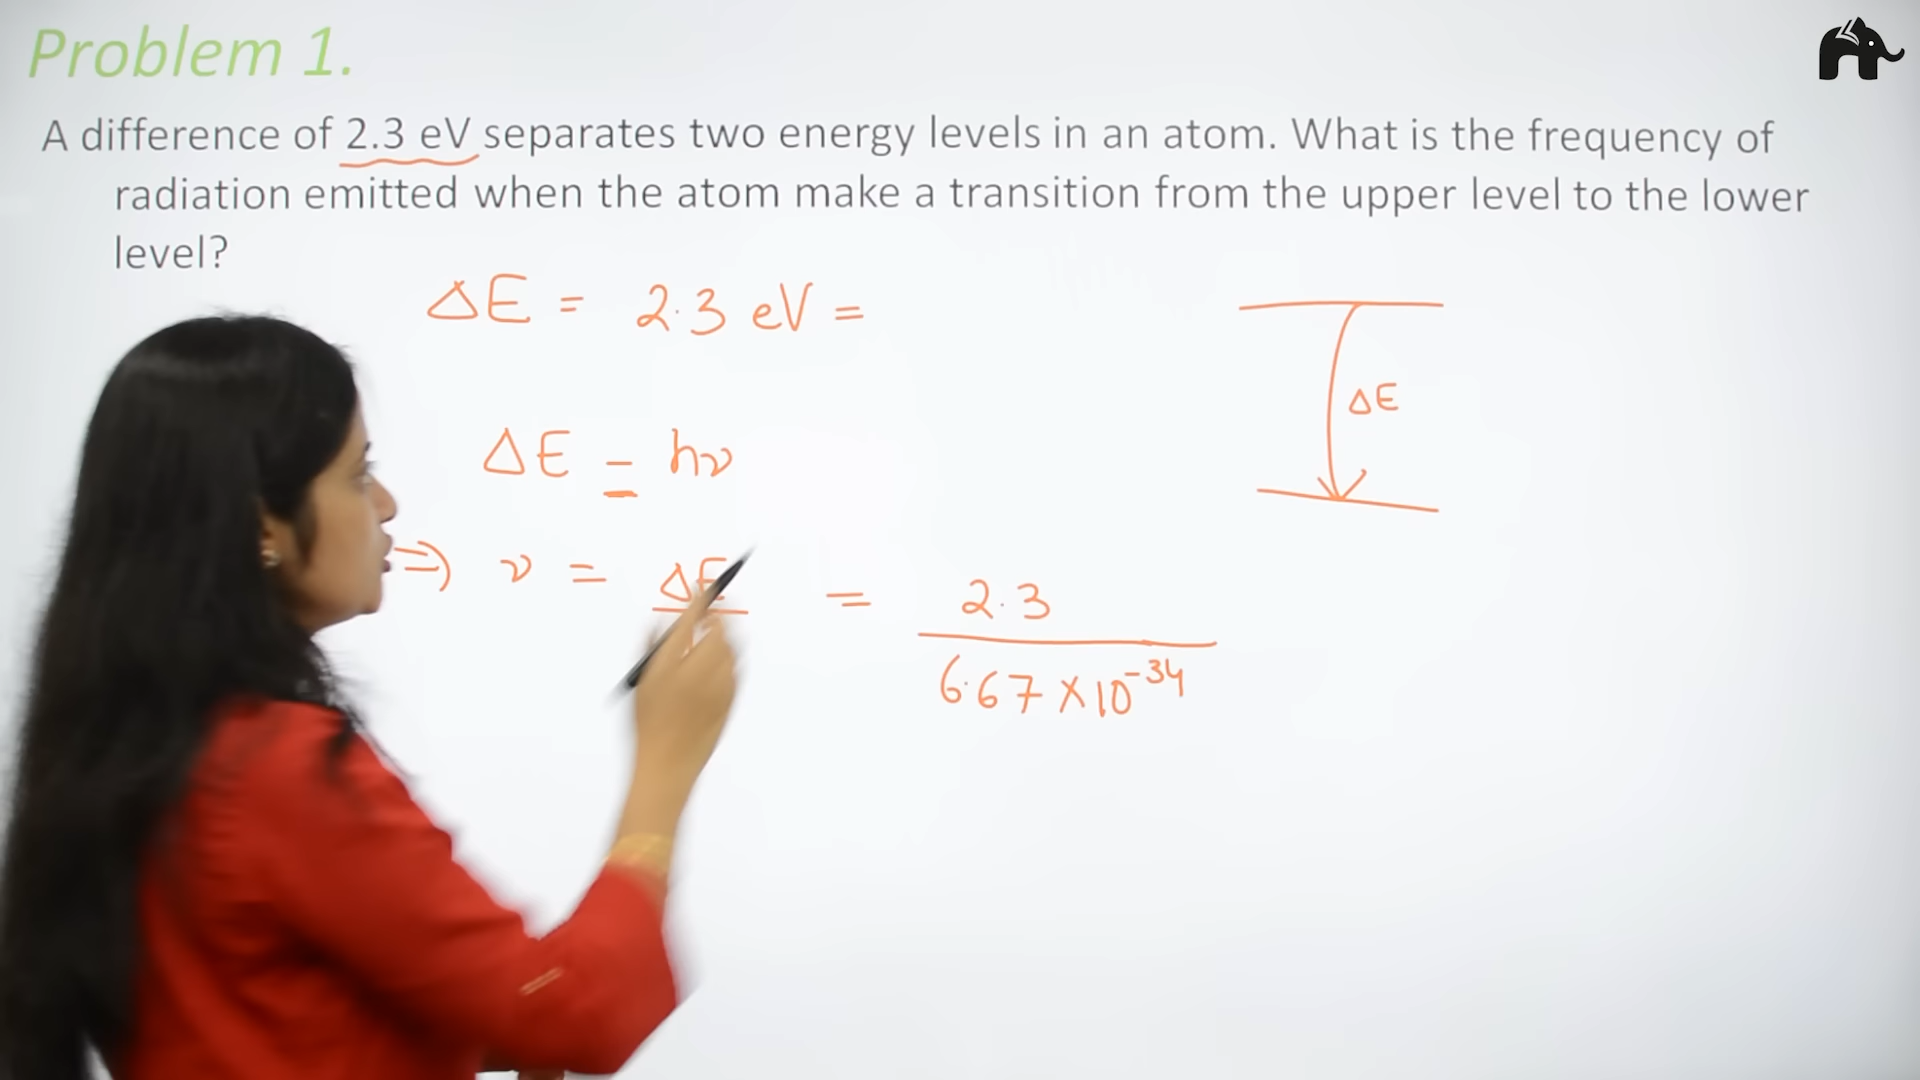 Problem 1.
A difference of 2.3 eV separates two energy levels in an atom. What is the frequency of
radiation emitted when the atom make a transition from the upper level to the lower
level?
ΔE = 2.3 eV =
ΔE
ΔE = hν
⇒ ν = ΔE = 2.3
6.67 × 10⁻³⁴